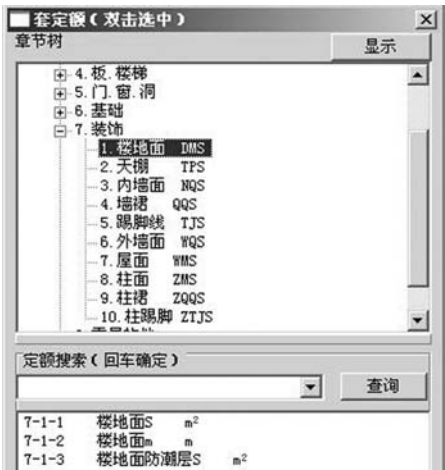 套定额(双击选中)
章节树
显示
4.板.楼梯
5.门.窗.洞
6.基础
7.装饰
1.楼地面 DMS
2.天棚 TPS
3.内墙面 NQS
4.墙裙 QQS
5.踢脚线 TJS
6.外墙面 WQS
7.屋面 WMS
8.柱面 ZMS
9.柱裙 ZQQS
10.柱踢脚 ZTJS
定额搜索(回车确定)
查询
7-1-1 楼地面S m²
7-1-2 楼地面m m
7-1-3 楼地面防潮层S m²